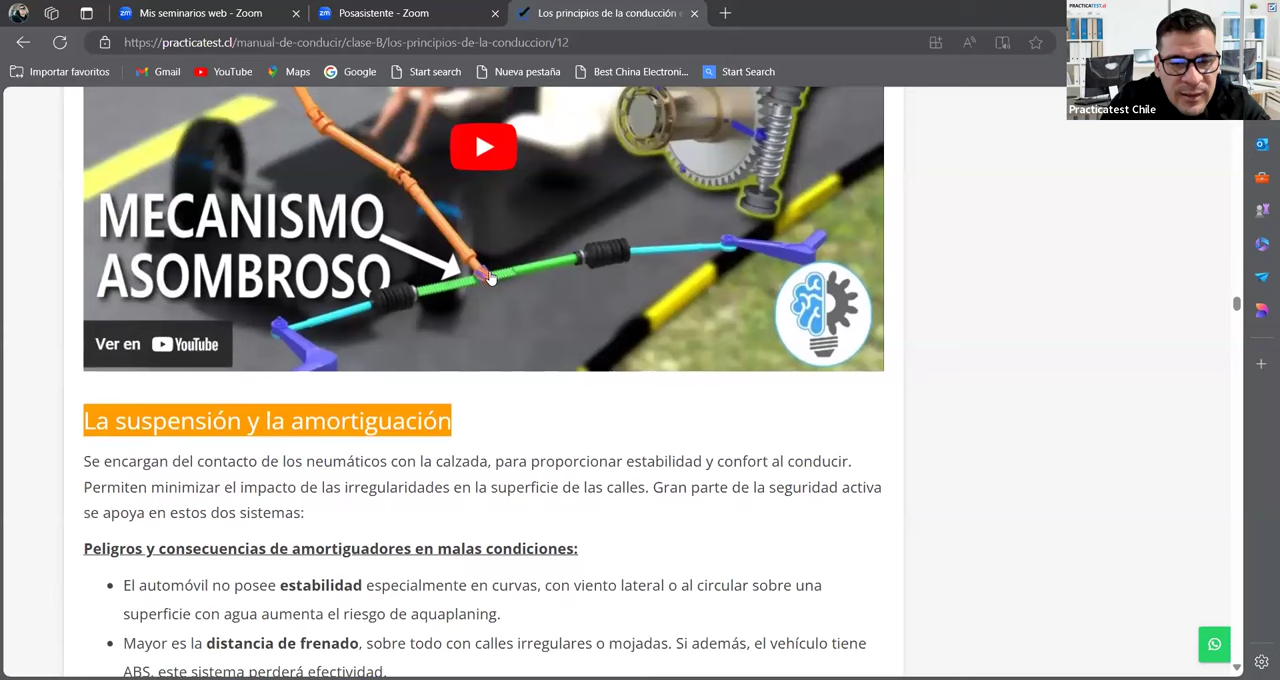 Mis seminarios web - Zoom
Posasistente - Zoom
Los principios de la conducción e
https://practicatest.cl/manual-de-conducir/clase-B/los-principios-de-la-conduccion/12
Importar favoritos
Gmail
YouTube
Maps
Google
Start search
Nueva pestaña
Best China Electroni...
Start Search
PRACTICATEST.cl
Practicatest Chile
MECANISMO
ASOMBROSO
Ver en YouTube
La suspensión y la amortiguación
Se encargan del contacto de los neumáticos con la calzada, para proporcionar estabilidad y confort al conducir.
Permiten minimizar el impacto de las irregularidades en la superficie de las calles. Gran parte de la seguridad activa
se apoya en estos dos sistemas:
Peligros y consecuencias de amortiguadores en malas condiciones:
El automóvil no posee estabilidad especialmente en curvas, con viento lateral o al circular sobre una
superficie con agua aumenta el riesgo de aquaplaning.
Mayor es la distancia de frenado, sobre todo con calles irregulares o mojadas. Si además, el vehículo tiene
ABS, este sistema perderá efectividad.